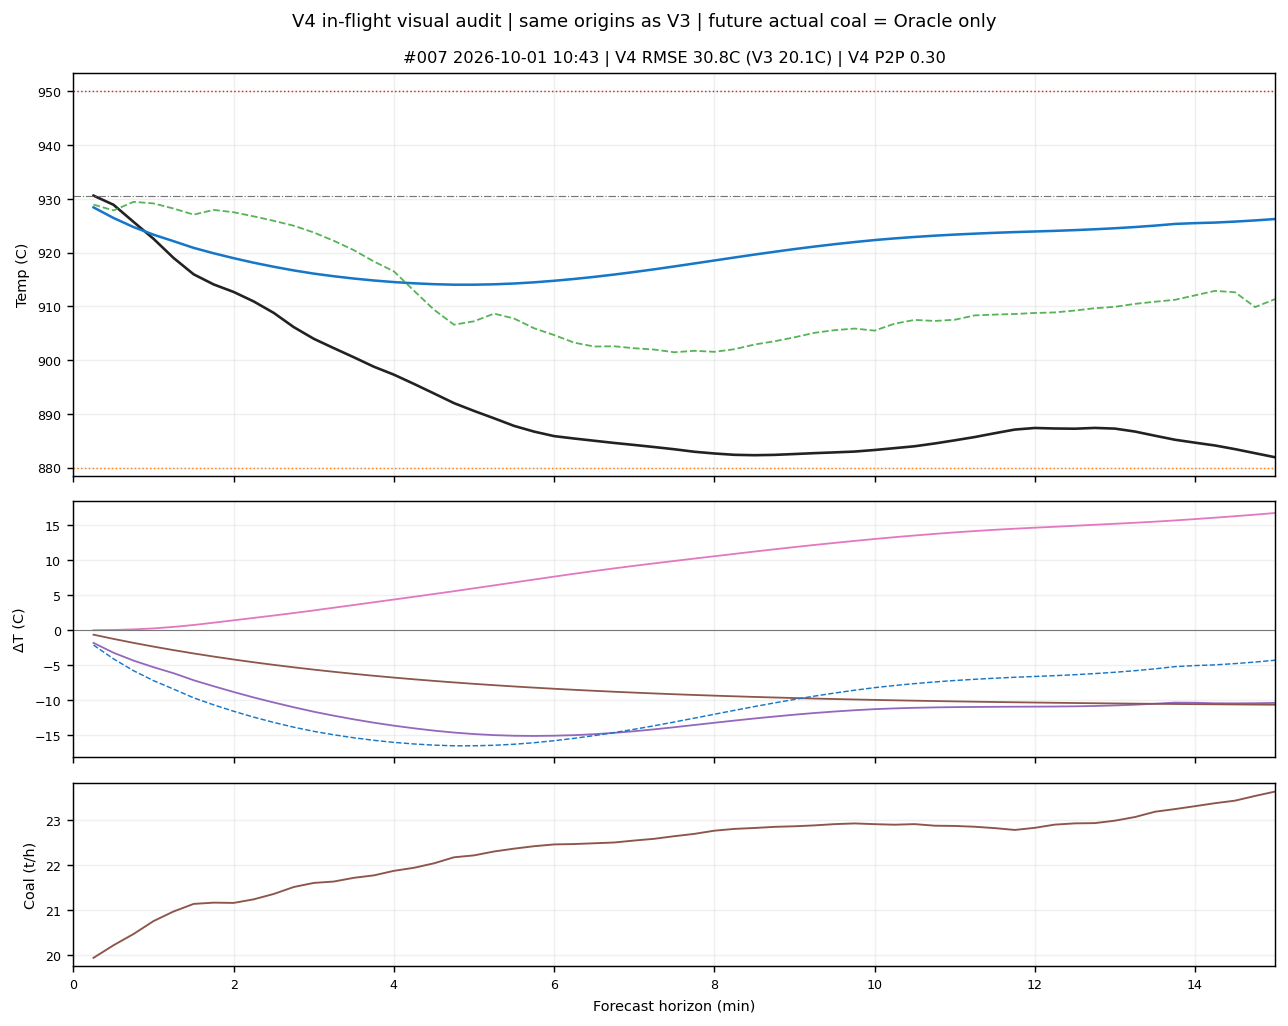 V4 in-flight visual audit | same origins as V3 | future actual coal = Oracle only
#007 2026-10-01 10:43 | V4 RMSE 30.8C (V3 20.1C) | V4 P2P 0.30
950
940
930
920
910
900
890
880
Temp (C)
15
10
5
0
−5
−10
−15
ΔT (C)
23
22
21
20
Coal (t/h)
0 2 4 6 8 10 12 14
Forecast horizon (min)